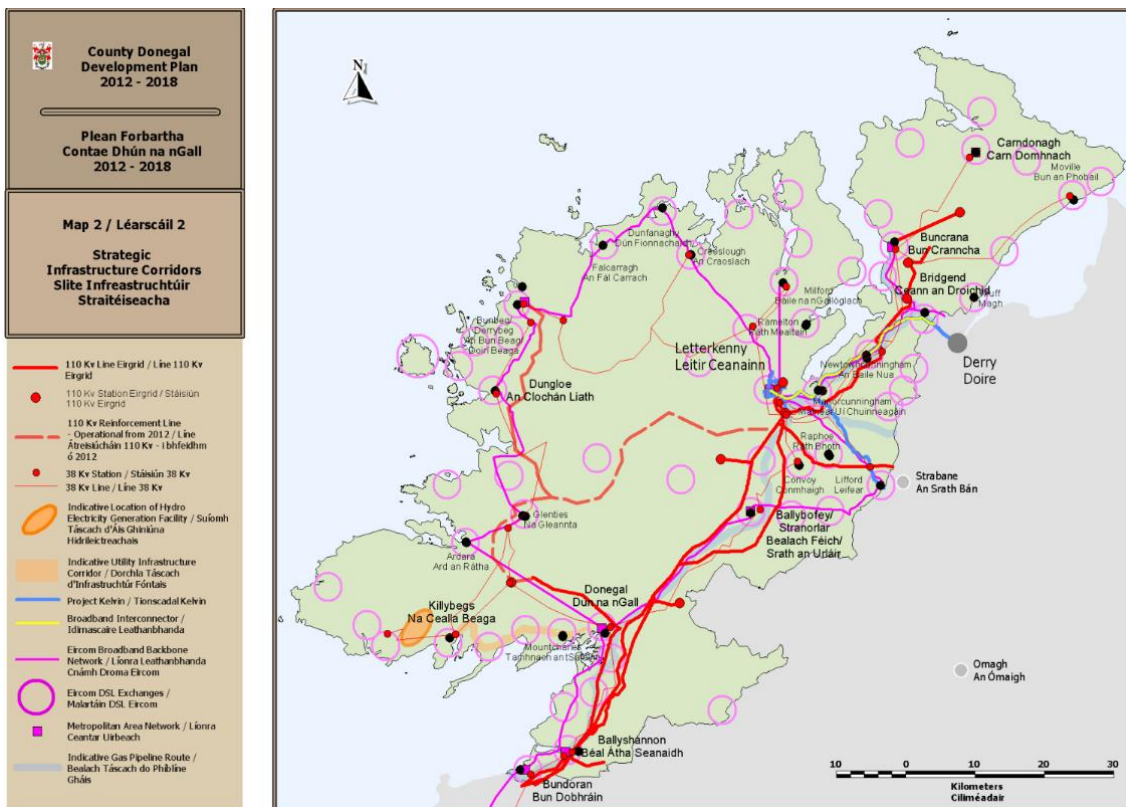 County Donegal
Development Plan
2012 - 2018
Plean Forbartha
Contae Dhún na nGall
2012 - 2018
Map 2 / Léarscáil 2
Strategic
Infrastructure Corridors
Slite Infreastruchtúir
Straitéiseacha
110 Kv Line Eirgrid / Líne 110 Kv
Eirgrid
110 Kv Station Eirgrid / Stáisiún
110 Kv Eirgrid
110 Kv Reinforcement Line
- Operational from 2012 / Líne
Átreisiúcháin 110 Kv - i bhfeidhm
ó 2012
38 Kv Station / Stáisiún 38 Kv
38 Kv Line / Líne 38 Kv
Indicative Location of Hydro
Electricity Generation Facility / Suíomh
Táscach d'Áis Ghiniúna
Hidrileictreachais
Indicative Utility Infrastructure
Corridor / Dorchla Táscach
d'Infrastruchtúr Fóntais
Project Kelvin / Tionscadal Kelvin
Broadband Interconnector /
Idirnascaire Leathanbhanda
Eircom Broadband Backbone
Network / Líonra Leathanbhanda
Cnámh Droma Eircom
Eircom DSL Exchanges /
Malartáin DSL Eircom
Metropolitan Area Network / Líonra
Ceantar Uirbeach
Indicative Gas Pipeline Route /
Bealach Táscach do Phíblíne
Gháis
N
Carndonagh
Carn Domhnach
Moville
Bun an Phobail
Buncrana
Bun Cranncha
Bridgend
Ceann an Droichid
Muff
Magh
Derry
Doire
Dunfanaghy
Dún Fionnachaidh
Falcarragh
An Fál Carrach
Creeslough
An Craoslach
Milford
Baile na nGallóglach
Ramelton
Ráth Mealtain
Bunbeg/
Derrybeg
An Bun Beag/
Doirí Beaga
Letterkenny
Leitir Ceanainn
Newtowncunningham
An Baile Nua
Manorcunningham
Mainéar Uí Chuinneagáin
Dungloe
An Clochán Liath
Raphoe
Ráth Bhoth
Convoy
Conmhaigh
Lifford
Leifear
Strabane
An Srath Bán
Ballybofey/
Stranorlar
Bealach Féich/
Srath an Urláir
Glenties
Na Gleannta
Ardara
Ard an Rátha
Donegal
Dún na nGall
Killybegs
Na Cealla Beaga
Mountcharles
Omagh
An Ómaigh
Ballyshannon
Béal Átha Seanaidh
Bundoran
Bun Dobhráin
10 0 10 20 30
Kilometers
Ciliméadair